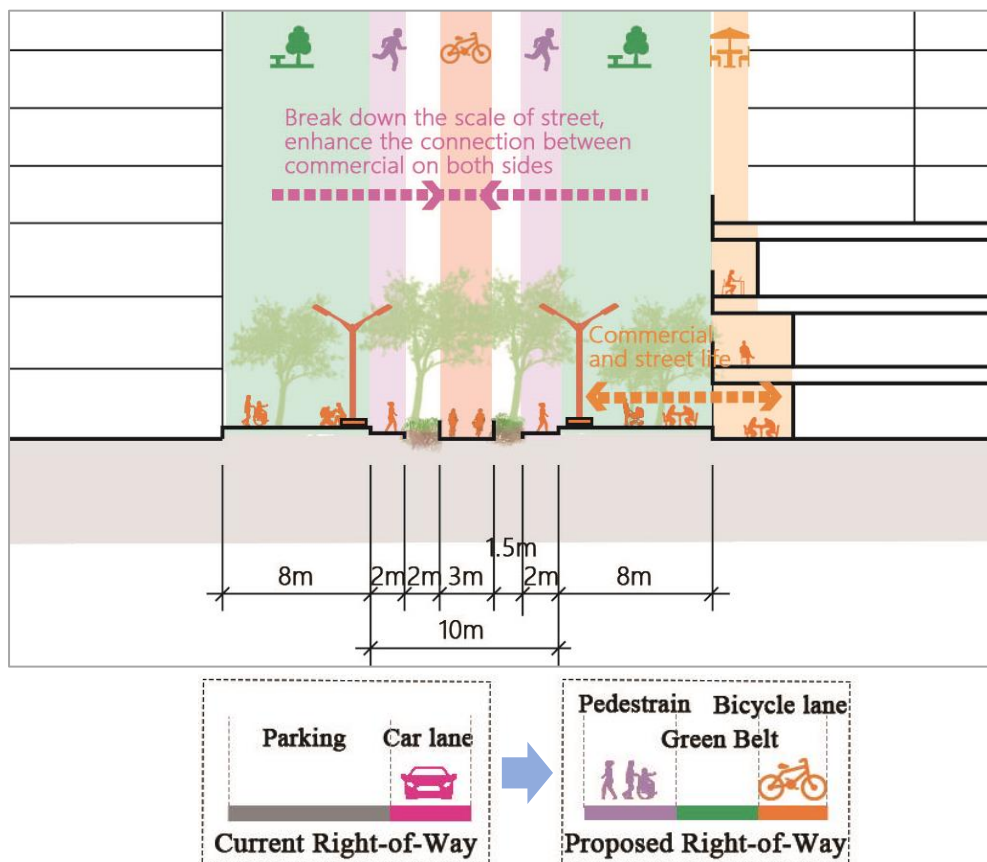 Break down the scale of street,
enhance the connection between
commercial on both sides
Commercial
and street life
1.5m
8m 2m 2m 3m 2m 8m
10m
Pedestrain Bicycle lane
Green Belt
Parking Car lane
Current Right-of-Way
Proposed Right-of-Way